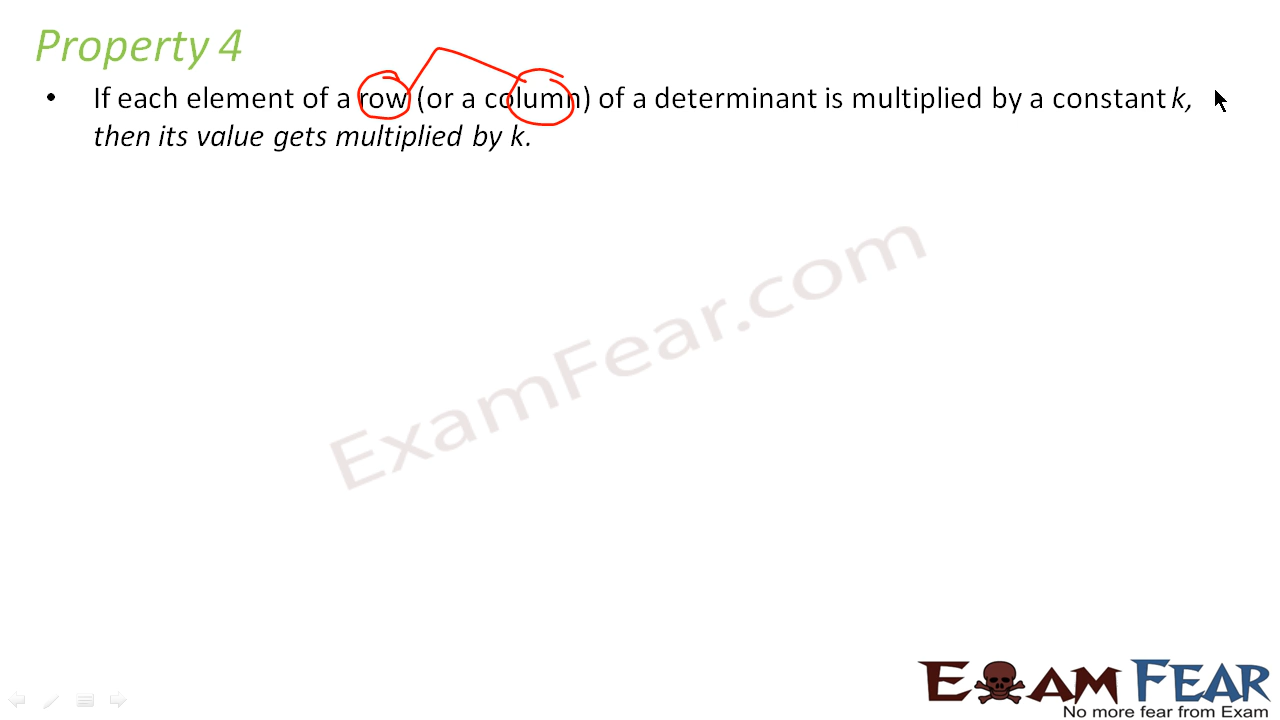 Property 4
• If each element of a row (or a column) of a determinant is multiplied by a constant k,
then its value gets multiplied by k.
ExamFear.com
EXAM FEAR
No more fear from Exam